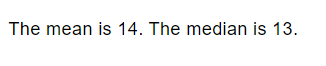 The mean is 14. The median is 13.